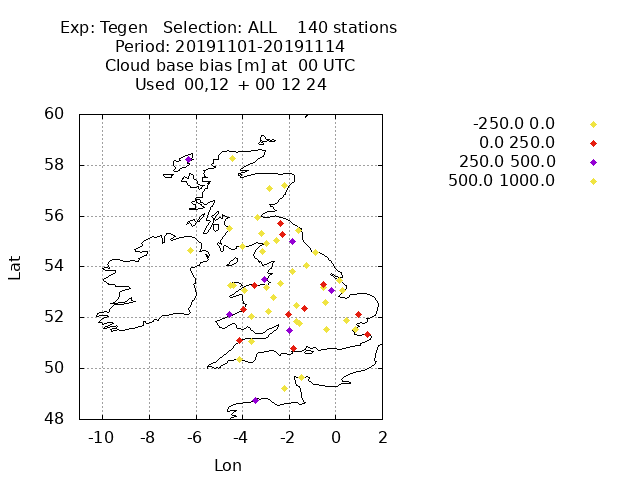 Exp: Tegen   Selection: ALL    140 stations
Period: 20191101-20191114
Cloud base bias [m] at  00 UTC
Used  00,12  + 00 12 24
-250.0 0.0
0.0 250.0
250.0 500.0
500.0 1000.0
60
58
56
54
52
50
48
Lat
-10 -8 -6 -4 -2 0 2
Lon